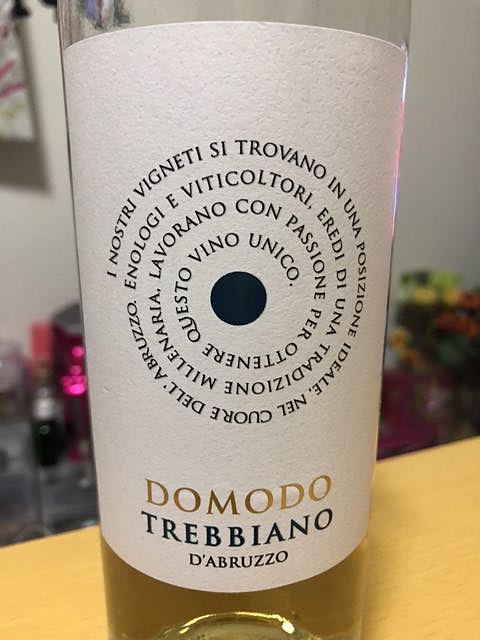 I NOSTRI VIGNETI SI TROVANO IN UNA POSIZIONE IDEALE, NEL CUORE DELL'ABRUZZO. ENOLOGI E VITICOLTORI, EREDI DI UNA TRADIZIONE MILLENARIA, LAVORANO CON PASSIONE PER OTTENERE QUESTO VINO UNICO.
DOMODO
TREBBIANO
D'ABRUZZO